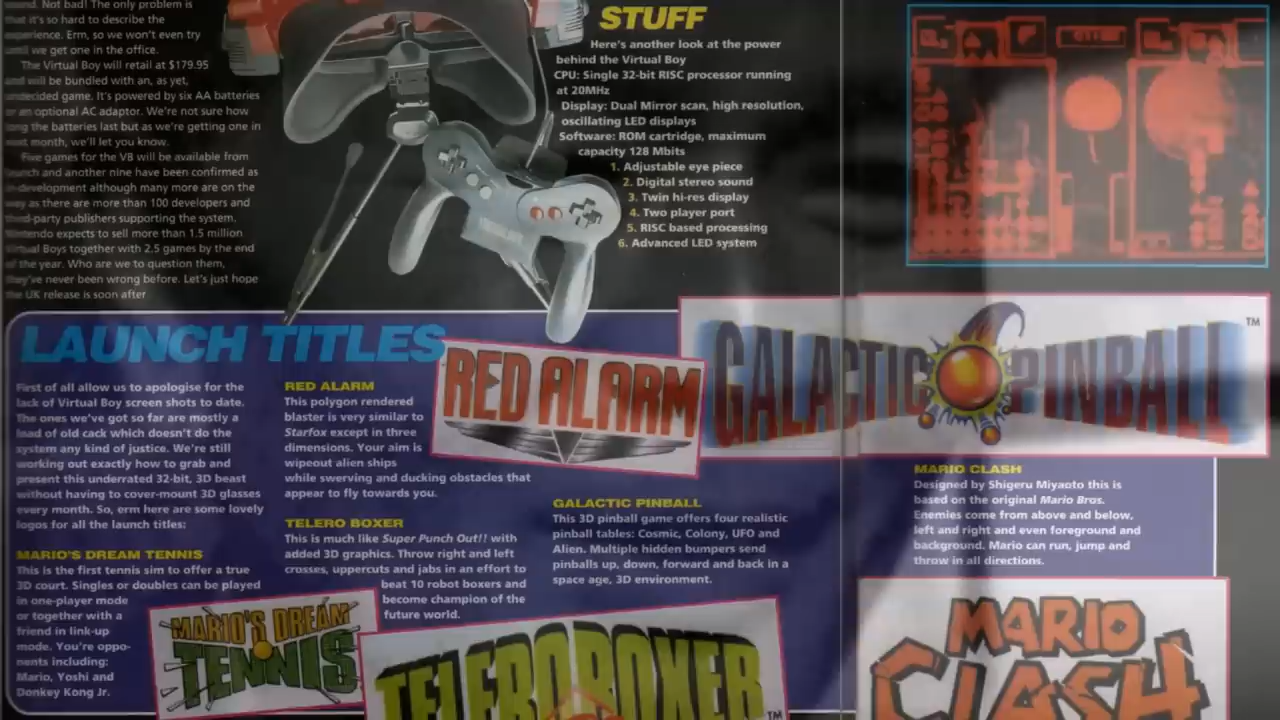 sound. Not bad! The only problem is
that it's so hard to describe the
experience. Erm, so we won't even try
until we get one in the office.
The Virtual Boy will retail at $179.95
and will be bundled with an, as yet,
undecided game. It's powered by six AA batteries
or an optional AC adaptor. We're not sure how
long the batteries last but as we're getting one in
next month, we'll let you know.
Five games for the VB will be available from
launch and another nine have been confirmed as
in-development although many more are on the
way as there are more than 100 developers and
third-party publishers supporting the system.
Nintendo expects to sell more than 1.5 million
Virtual Boys together with 2.5 games by the end
of the year. Who are we to question them,
they've never been wrong before. Let's just hope
the UK release is soon after
STUFF
Here's another look at the power
behind the Virtual Boy
CPU: Single 32-bit RISC processor running
at 20MHz
Display: Dual Mirror scan, high resolution,
oscillating LED displays
Software: ROM cartridge, maximum
capacity 128 Mbits
1. Adjustable eye piece
2. Digital stereo sound
3. Twin hi-res display
4. Two player port
5. RISC based processing
6. Advanced LED system
LAUNCH TITLES
First of all allow us to apologise for the
lack of Virtual Boy screen shots to date.
The ones we've got so far are mostly a
load of old cack which doesn't do the
system any kind of justice. We're still
working out exactly how to grab and
present this underrated 32-bit, 3D beast
without having to cover-mount 3D glasses
every month. So, erm here are some lovely
logos for all the launch titles:
MARIO'S DREAM TENNIS
This is the first tennis sim to offer a true
3D court. Singles or doubles can be played
in one-player mode
or together with a
friend in link-up
mode. You're oppo-
nents including:
Mario, Yoshi and
Donkey Kong Jr.
MARIO'S DREAM
TENNIS
RED ALARM
This polygon rendered
blaster is very similar to
Starfox except in three
dimensions. Your aim is
wipeout alien ships
while swerving and ducking obstacles that
appear to fly towards you.
RED ALARM
TELERO BOXER
This is much like Super Punch Out!! with
added 3D graphics. Throw right and left
crosses, uppercuts and jabs in an effort to
beat 10 robot boxers and
become champion of the
future world.
TELEROBOXER
TM
GALACTIC PINBALL
TM
GALACTIC PINBALL
This 3D pinball game offers four realistic
pinball tables: Cosmic, Colony, UFO and
Alien. Multiple hidden bumpers send
pinballs up, down, forward and back in a
space age, 3D environment.
MARIO CLASH
Designed by Shigeru Miyaoto this is
based on the original Mario Bros.
Enemies come from above and below,
left and right and even foreground and
background. Mario can run, jump and
throw in all directions.
MARIO
CLASH